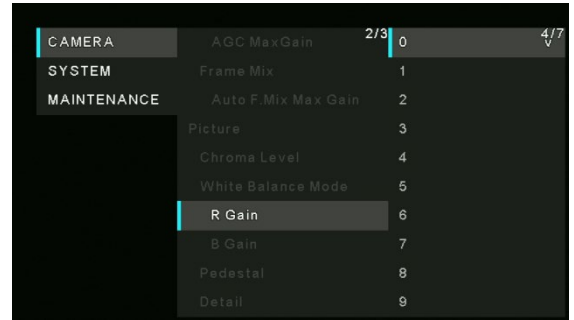 CAMERA
SYSTEM
MAINTENANCE
2/3
AGC MaxGain
Frame Mix
Auto F.Mix Max Gain
Picture
Chroma Level
White Balance Mode
R Gain
B Gain
Pedestal
Detail
4/7
0
1
2
3
4
5
6
7
8
9